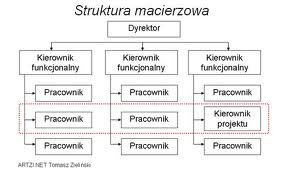 Struktura macierzowa
Dyrektor
Kierownik funkcjonalny
Kierownik funkcjonalny
Kierownik funkcjonalny
Pracownik
Pracownik
Pracownik
Pracownik
Pracownik
Kierownik projektu
Pracownik
Pracownik
Pracownik
ARTZI.NET Tomasz Zieliński